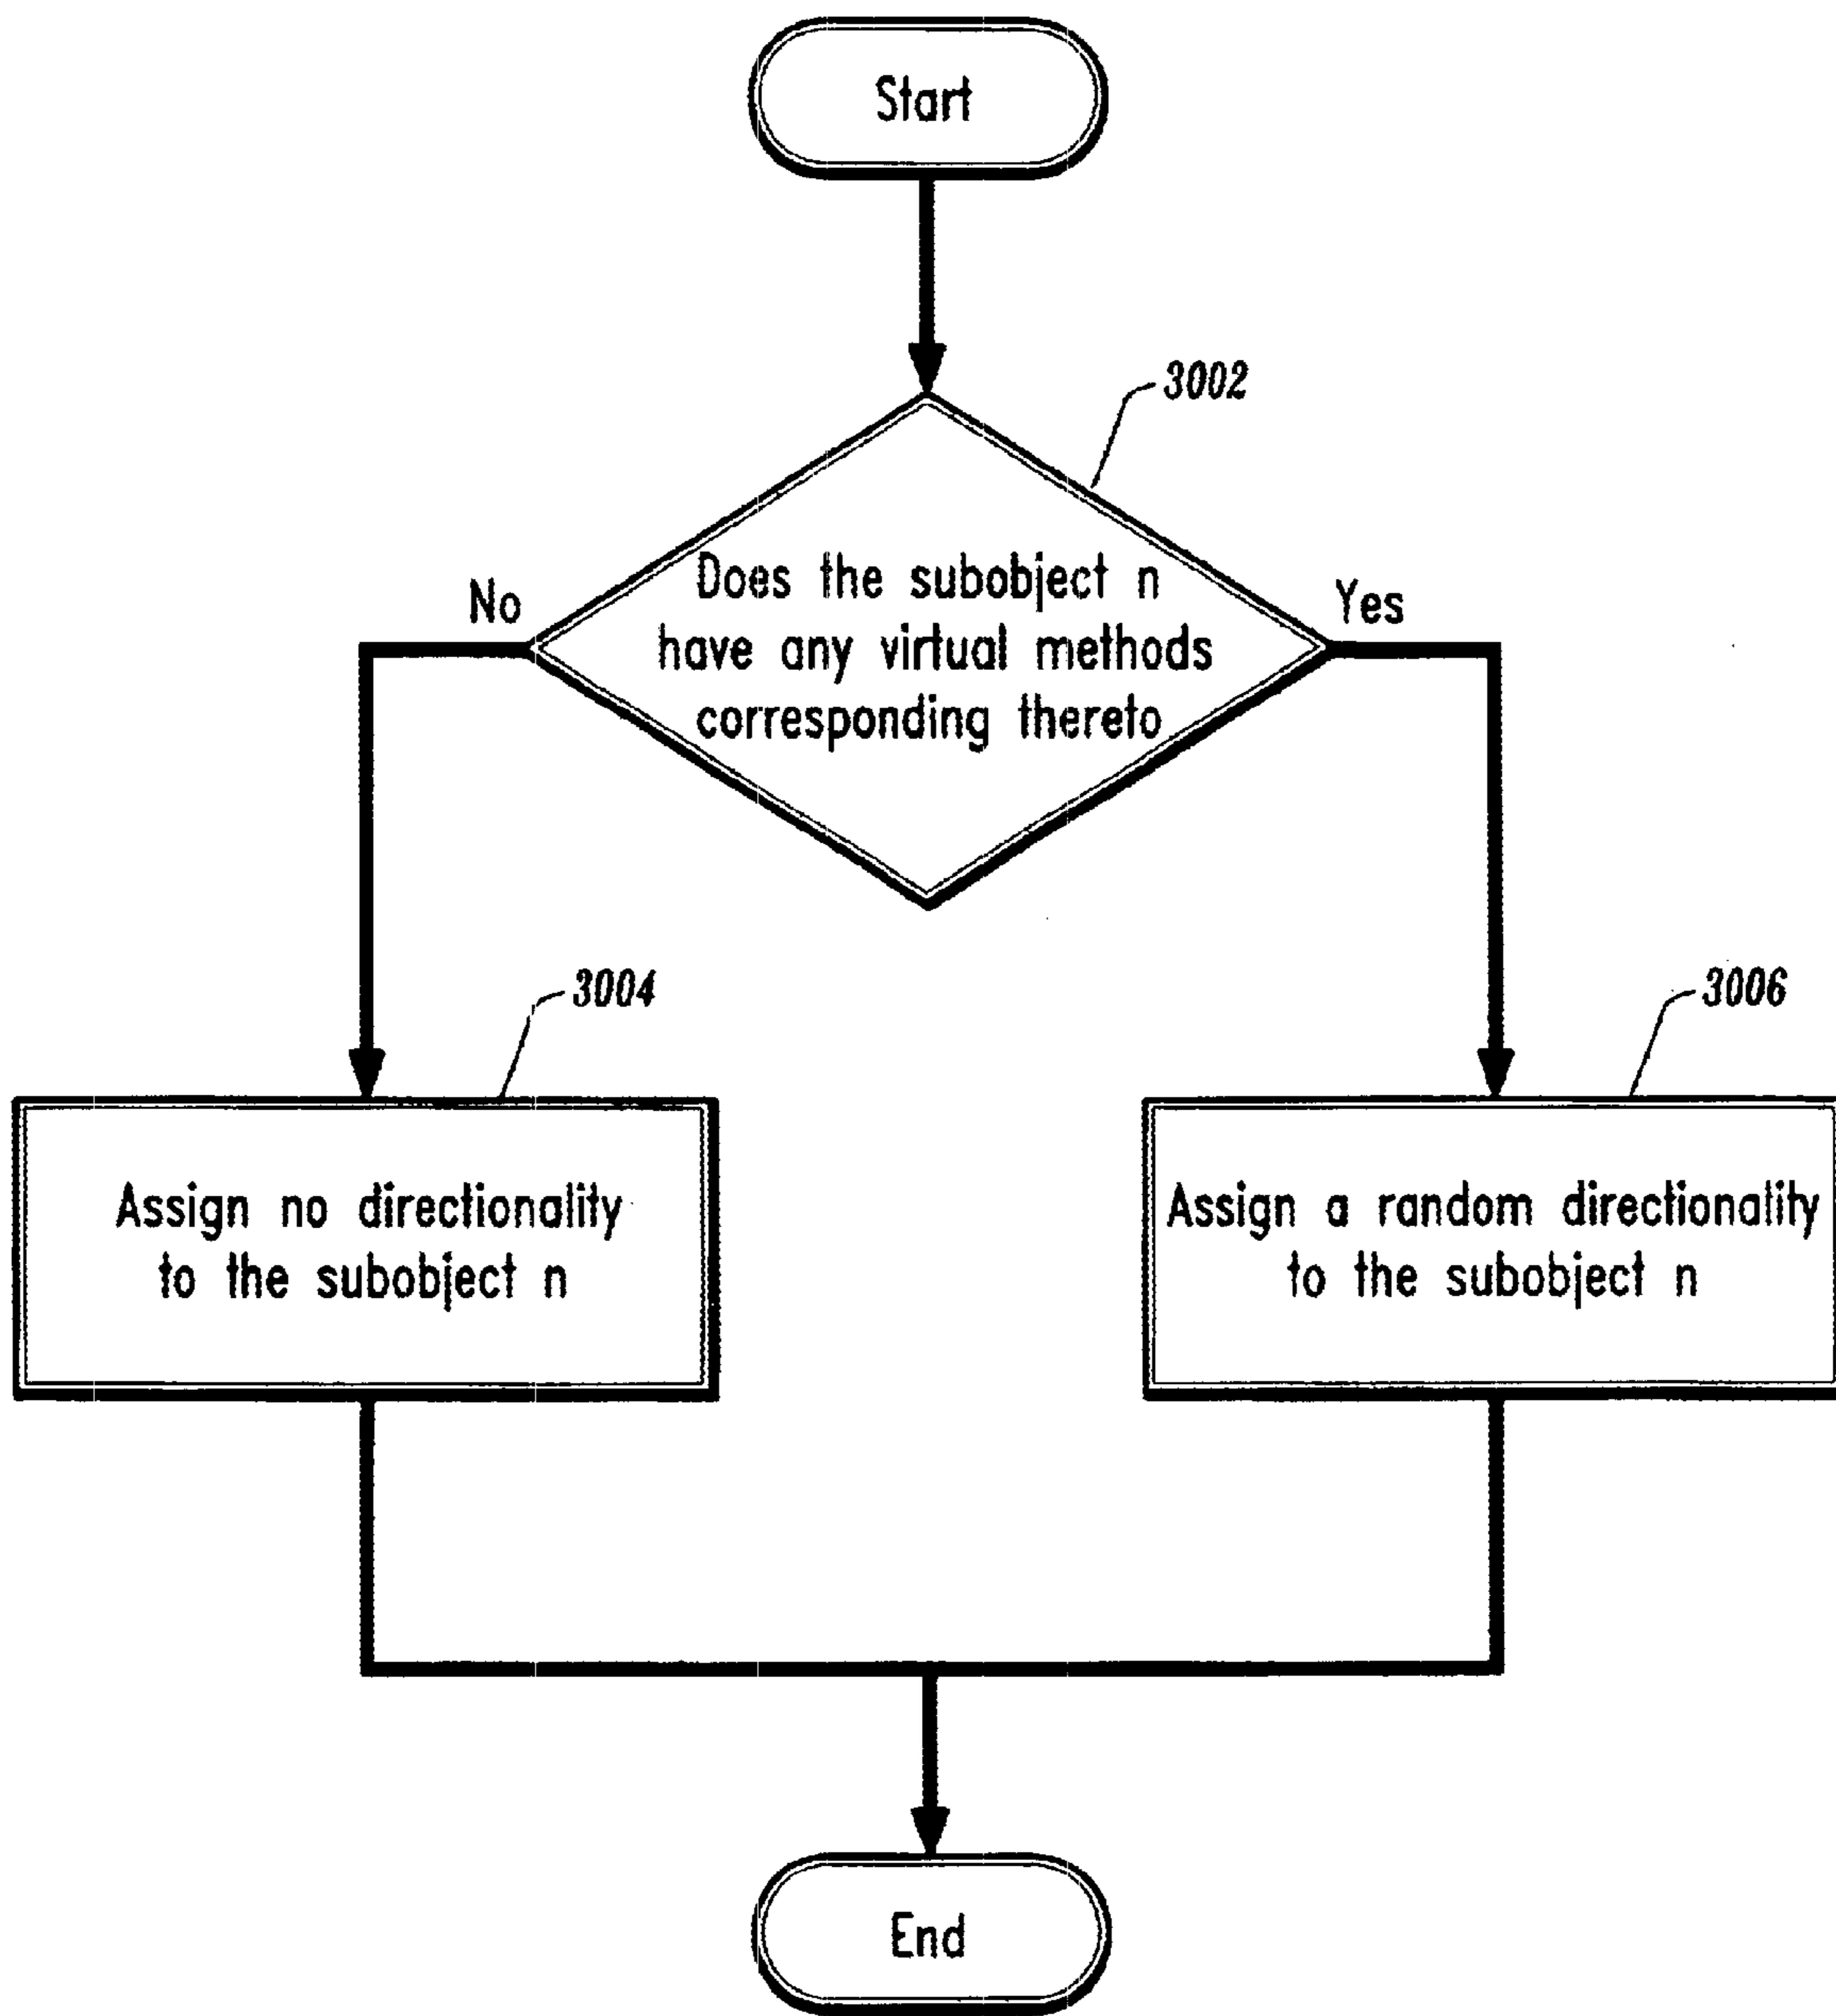 Start
3002
Does the subobject n
have any virtual methods
corresponding thereto
No
Yes
3004
3006
Assign no directionality
to the subobject n
Assign a random directionality
to the subobject n
End